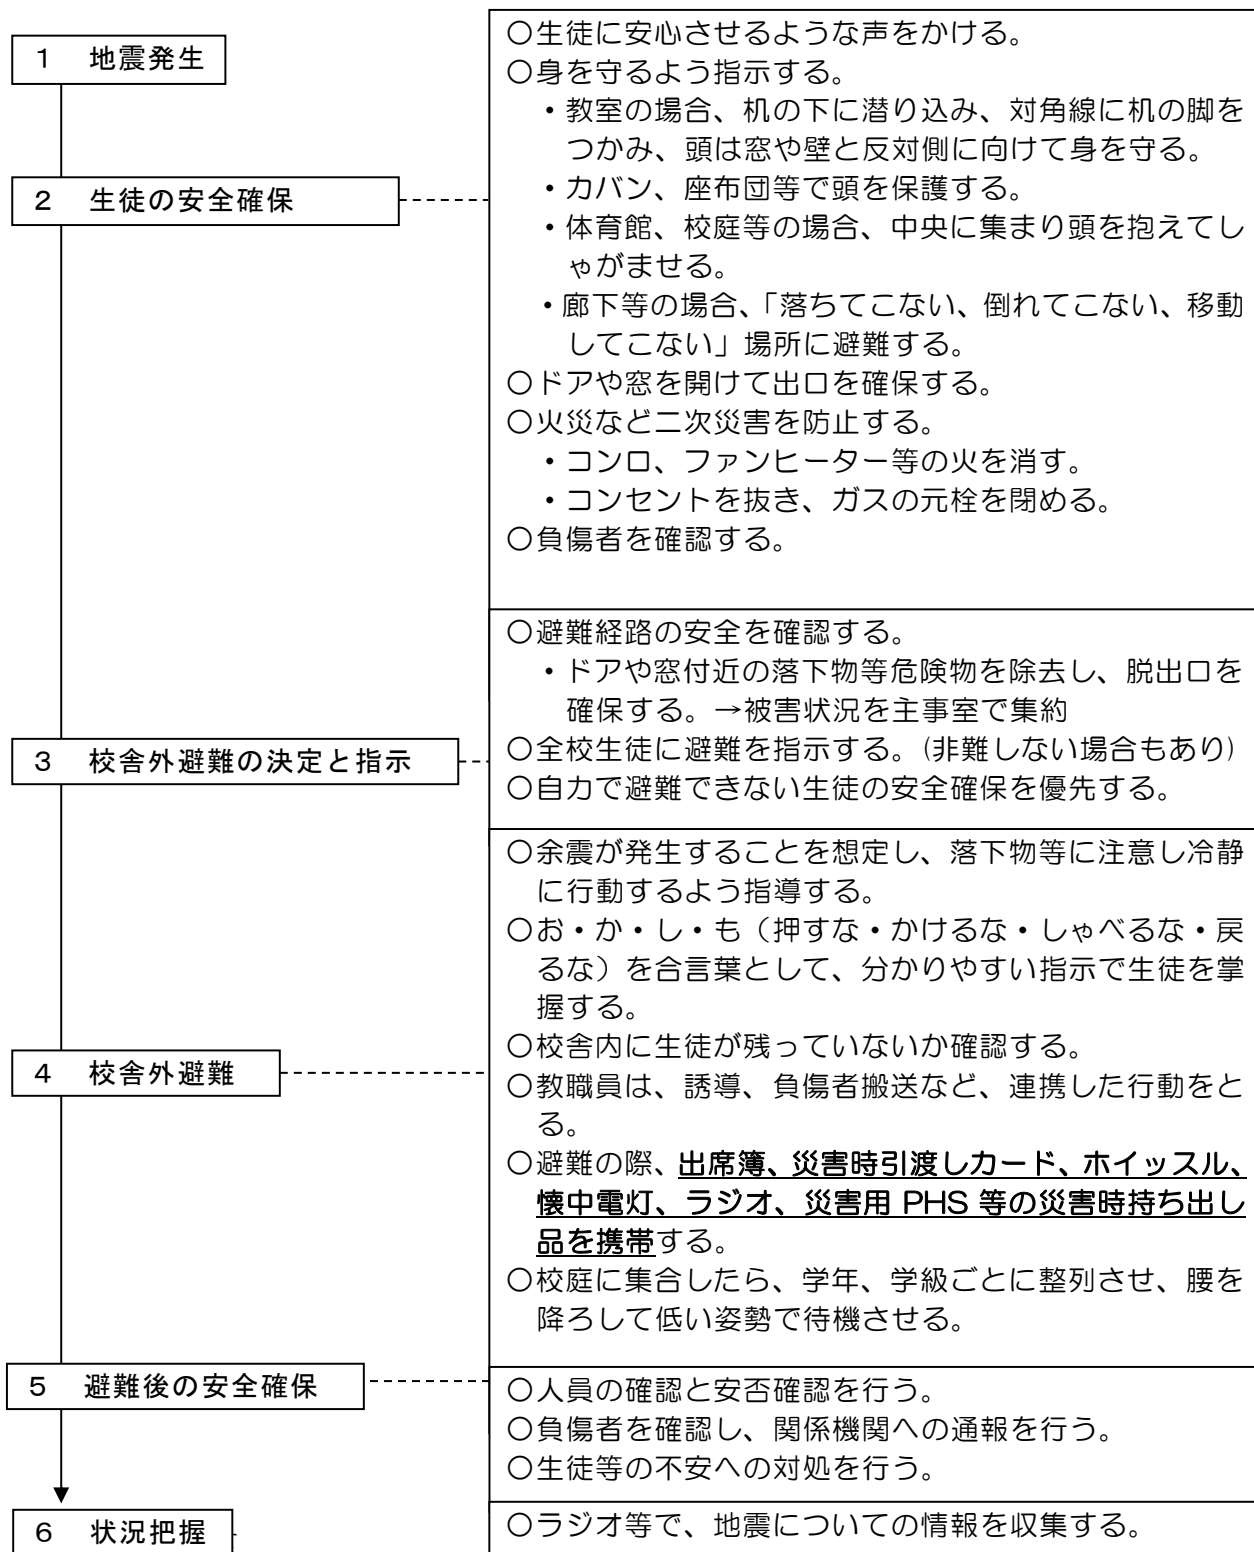 １　地震発生
○生徒に安心させるような声をかける。
○身を守るよう指示する。
・教室の場合、机の下に潜り込み、対角線に机の脚を
つかみ、頭は窓や壁と反対側に向けて身を守る。
２　生徒の安全確保
・カバン、座布団等で頭を保護する。
・体育館、校庭等の場合、中央に集まり頭を抱えてし
ゃがませる。
・廊下等の場合、「落ちてこない、倒れてこない、移動
してこない」場所に避難する。
○ドアや窓を開けて出口を確保する。
○火災など二次災害を防止する。
・コンロ、ファンヒーター等の火を消す。
・コンセントを抜き、ガスの元栓を閉める。
○負傷者を確認する。
○避難経路の安全を確認する。
・ドアや窓付近の落下物等危険物を除去し、脱出口を
確保する。→被害状況を主事室で集約
３　校舎外避難の決定と指示
○全校生徒に避難を指示する。(非難しない場合もあり)
○自力で避難できない生徒の安全確保を優先する。
○余震が発生することを想定し、落下物等に注意し冷静
に行動するよう指導する。
○お・か・し・も（押すな・かけるな・しゃべるな・戻
るな）を合言葉として、分かりやすい指示で生徒を掌
握する。
○校舎内に生徒が残っていないか確認する。
４　校舎外避難
○教職員は、誘導、負傷者搬送など、連携した行動をと
る。
○避難の際、出席簿、災害時引渡しカード、ホイッスル、
懐中電灯、ラジオ、災害用 PHS 等の災害時持ち出し
品を携帯する。
○校庭に集合したら、学年、学級ごとに整列させ、腰を
降ろして低い姿勢で待機させる。
５　避難後の安全確保
○人員の確認と安否確認を行う。
○負傷者を確認し、関係機関への通報を行う。
○生徒等の不安への対処を行う。
６　状況把握
○ラジオ等で、地震についての情報を収集する。